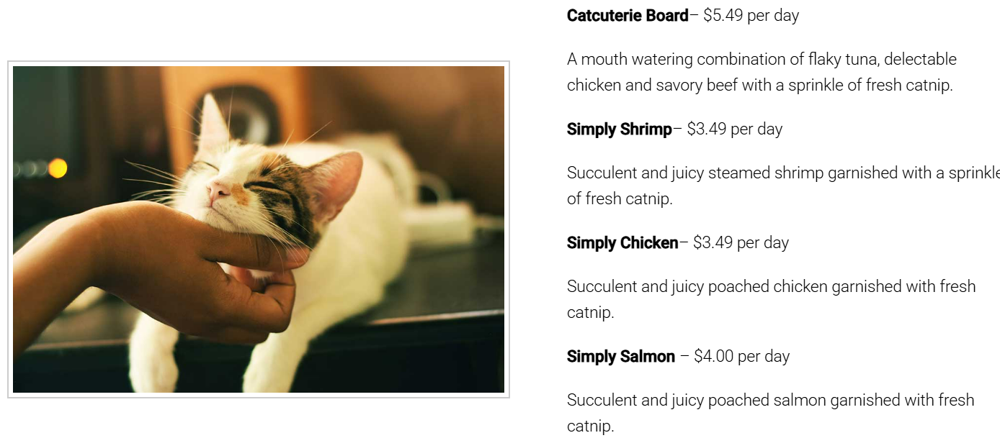 Catcuterie Board– $5.49 per day
A mouth watering combination of flaky tuna, delectable
chicken and savory beef with a sprinkle of fresh catnip.
Simply Shrimp– $3.49 per day
Succulent and juicy steamed shrimp garnished with a sprinkle
of fresh catnip.
Simply Chicken– $3.49 per day
Succulent and juicy poached chicken garnished with fresh
catnip.
Simply Salmon – $4.00 per day
Succulent and juicy poached salmon garnished with fresh
catnip.